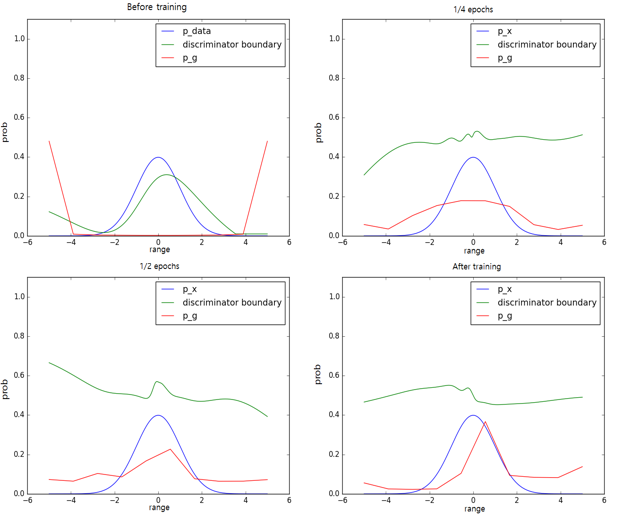 Before training
p_data
discriminator boundary
p_g
prob
1.0
0.8
0.6
0.4
0.2
0.0
−6 −4 −2 0 2 4 6
range
1/4 epochs
p_x
discriminator boundary
p_g
prob
1.0
0.8
0.6
0.4
0.2
0.0
−6 −4 −2 0 2 4 6
range
1/2 epochs
p_x
discriminator boundary
p_g
prob
1.0
0.8
0.6
0.4
0.2
0.0
−6 −4 −2 0 2 4 6
range
After training
p_x
discriminator boundary
p_g
prob
1.0
0.8
0.6
0.4
0.2
0.0
−6 −4 −2 0 2 4 6
range